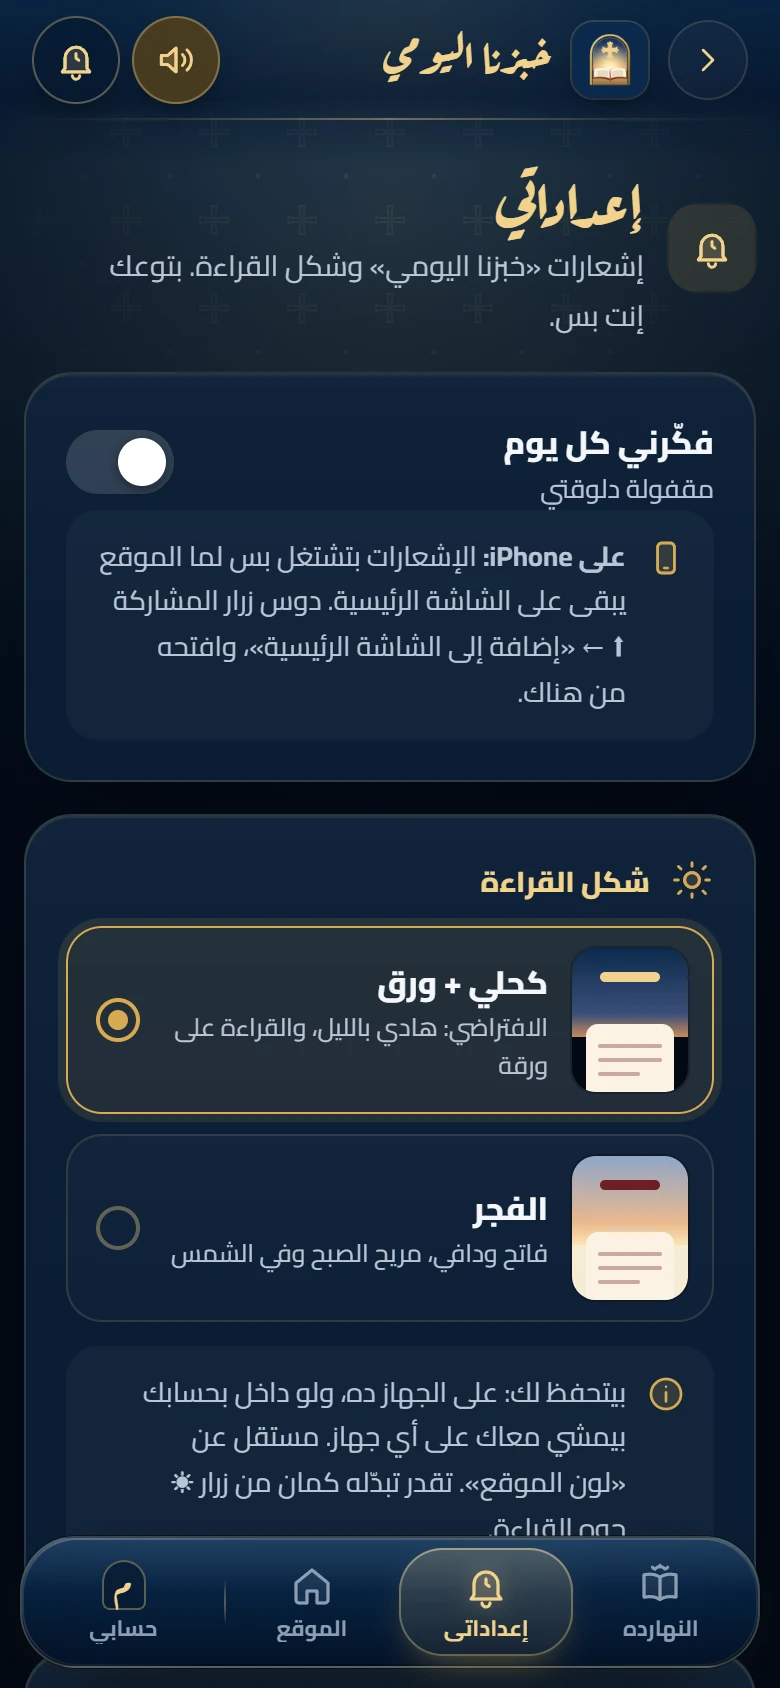 خبزنا اليومي
إعداداتي
إشعارات «خبزنا اليومي» وشكل القراءة. بتوعك
إنت بس.
فكّرني كل يوم
مقفولة دلوقتي
على iPhone: الإشعارات بتشتغل بس لما الموقع
يبقى على الشاشة الرئيسية. دوس زرار المشاركة
⬆ ← «إضافة إلى الشاشة الرئيسية»، وافتحه
من هناك.
شكل القراءة
كحلي + ورق
الافتراضي: هادي بالليل، والقراءة على
ورقة
الفجر
فاتح ودافي، مريح الصبح وفي الشمس
بيتحفظ لك: على الجهاز ده، ولو داخل بحسابك
بيمشي معاك على أي جهاز. مستقل عن
«لون الموقع». تقدر تبدّله كمان من زرار ☀
جوه القراءة.
النهارده
إعداداتي
الموقع
م
حسابي